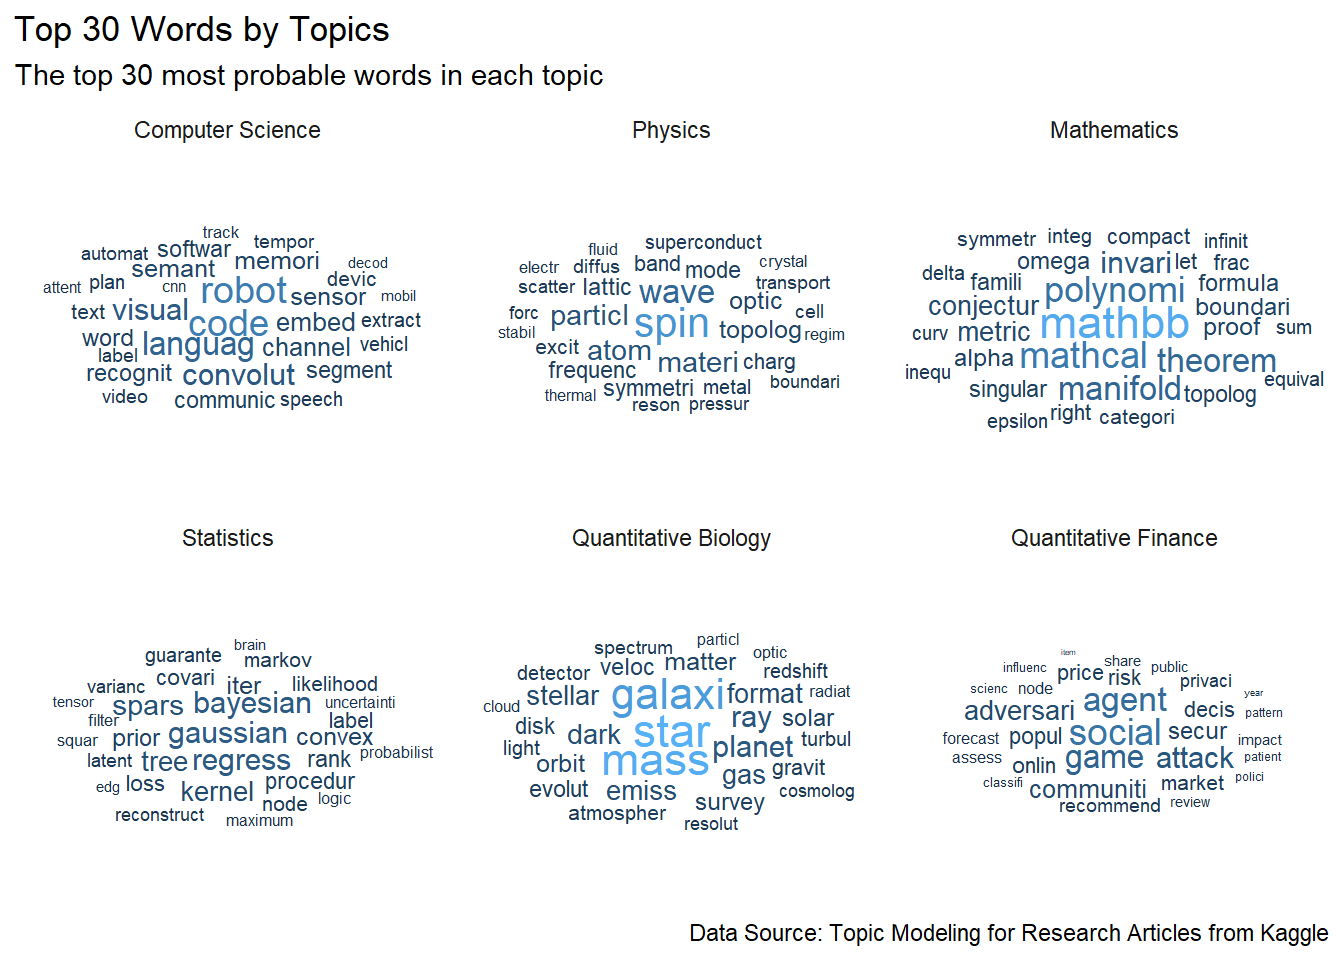 Top 30 Words by Topics
The top 30 most probable words in each topic
Computer Science
track
automat softwar tempor
semant memori decod
attent plan cnn robot devic
sensor mobil
text visual code embed extract
word languag channel vehicl
label
recognit convolut segment
video communic speech
Physics
fluid superconduct
electr diffus band mode crystal
scatter lattic wave optic transport
forc particl spin topolog cell
stabil regim
excit atom materi charg
frequenc symmetri metal boundari
thermal reson pressur
Mathematics
symmetr integ compact infinit
omega invari let frac
delta famili polynomi formula
conjectur mathbb boundari
curv metric proof sum
inequ alpha mathcal theorem
singular manifold topolog equival
epsilon right categori
Statistics
brain
guarante markov
varianc covari iter likelihood
tensor spars bayesian uncertainti
filter gaussian label
squar prior convex
latent tree regress rank probabilist
edg loss kernel procedur
node logic
reconstruct maximum
Quantitative Biology
particl
spectrum optic
detector veloc matter redshift
cloud stellar galaxi format radiat
disk dark star ray solar
light turbul
orbit mass planet gravit
evolut emiss gas cosmolog
survey
atmospher resolut
Quantitative Finance
item
influenc price share public
scienc node risk privaci year
adversari agent decis pattern
forecast popul social secur impact
assess onlin game attack patient
classifi communiti market polici
recommend review
Data Source: Topic Modeling for Research Articles from Kaggle